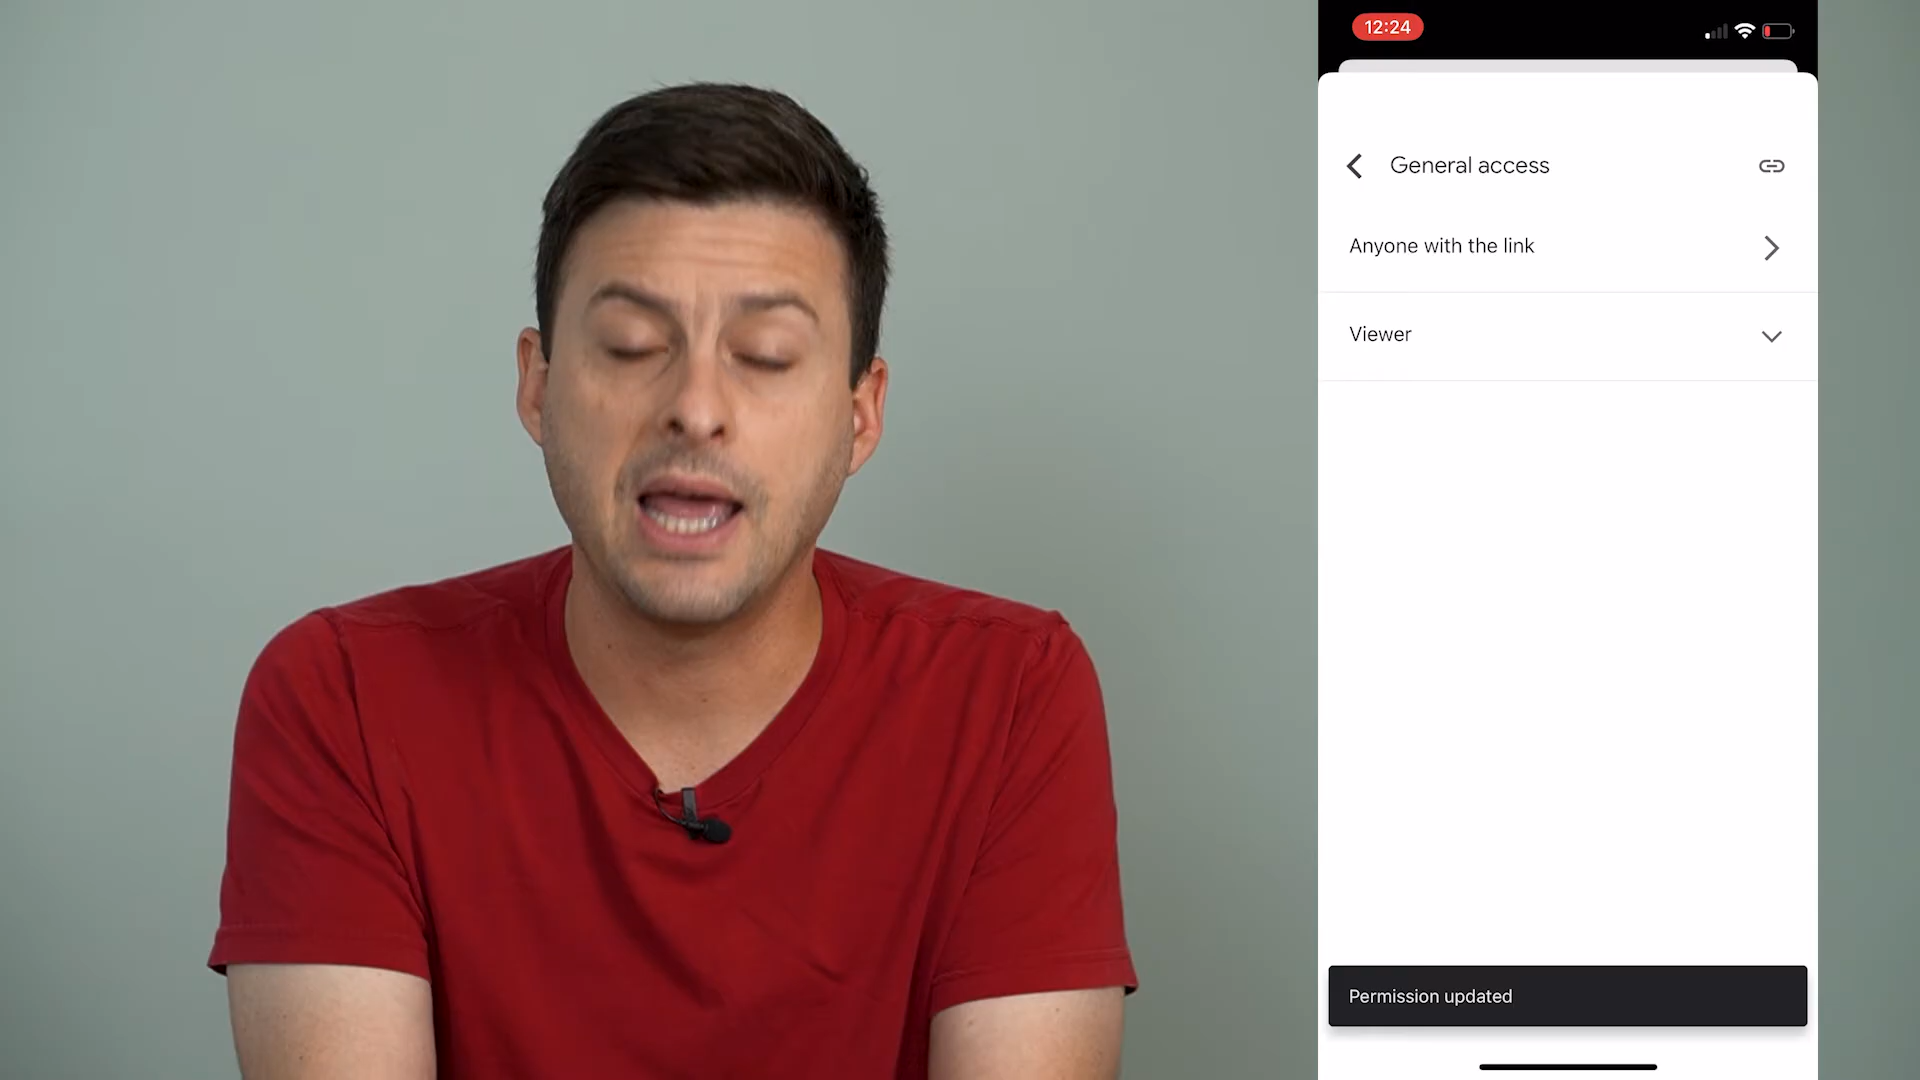 12:24
General access
Anyone with the link
Viewer
Permission updated